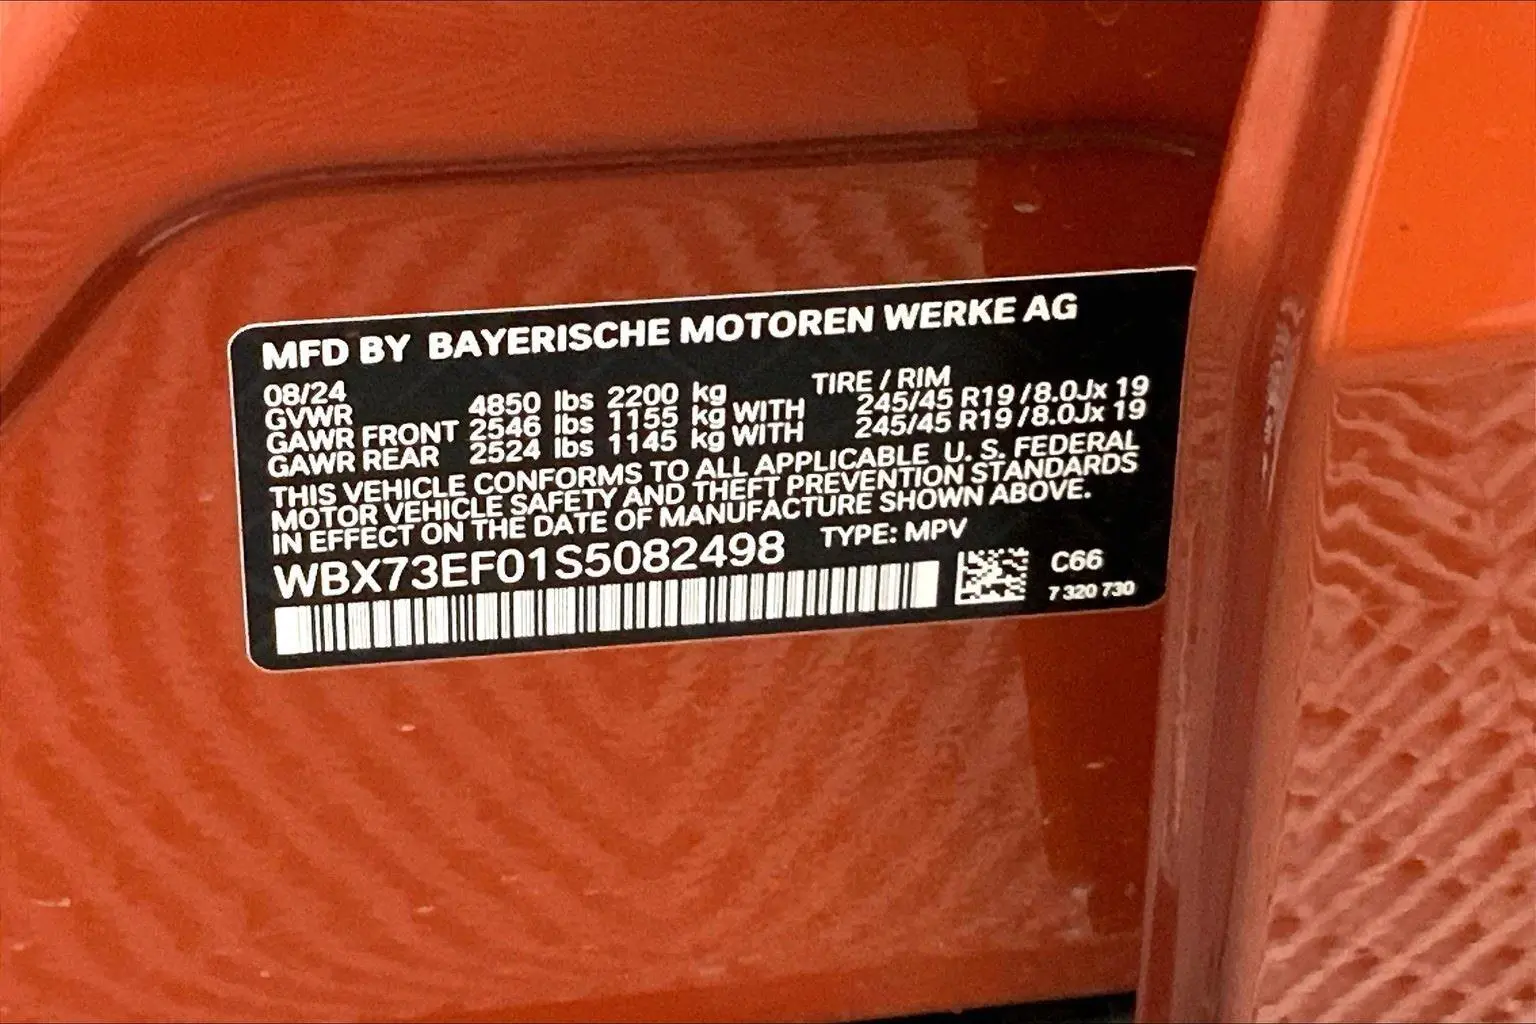 MFD BY BAYERISCHE MOTOREN WERKE AG
08/24 TIRE / RIM
GVWR 4850 lbs 2200 kg
GAWR FRONT 2546 lbs 1155 kg WITH 245/45 R19 / 8.0Jx 19
GAWR REAR 2524 lbs 1145 kg WITH 245/45 R19 / 8.0Jx 19
THIS VEHICLE CONFORMS TO ALL APPLICABLE U. S. FEDERAL
MOTOR VEHICLE SAFETY AND THEFT PREVENTION STANDARDS
IN EFFECT ON THE DATE OF MANUFACTURE SHOWN ABOVE.
WBX73EF01S5082498 TYPE: MPV
C66
7 320 730